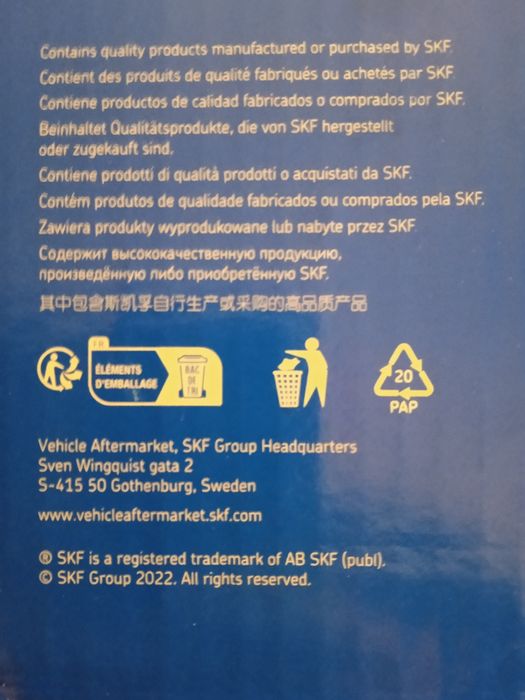 Contains quality products manufactured or purchased by SKF.
Contient des produits de qualité fabriqués ou achetés par SKF.
Contiene productos de calidad fabricados o comprados por SKF.
Beinhaltet Qualitätsprodukte, die von SKF hergestellt
oder zugekauft sind.
Contiene prodotti di qualità prodotti o acquistati da SKF.
Contém produtos de qualidade fabricados ou comprados pela SKF.
Zawiera produkty wyprodukowane lub nabyte przez SKF
Содержит высококачественную продукцию,
произведённую либо приобретённую SKF.
其中包含斯凯孚自行生产或采购的高品质产品
FR
ÉLÉMENTS
D'EMBALLAGE
BAC
DE
TRI
20
PAP
Vehicle Aftermarket, SKF Group Headquarters
Sven Wingquist gata 2
S-415 50 Gothenburg, Sweden
www.vehicleaftermarket.skf.com
® SKF is a registered trademark of AB SKF (publ).
© SKF Group 2022. All rights reserved.